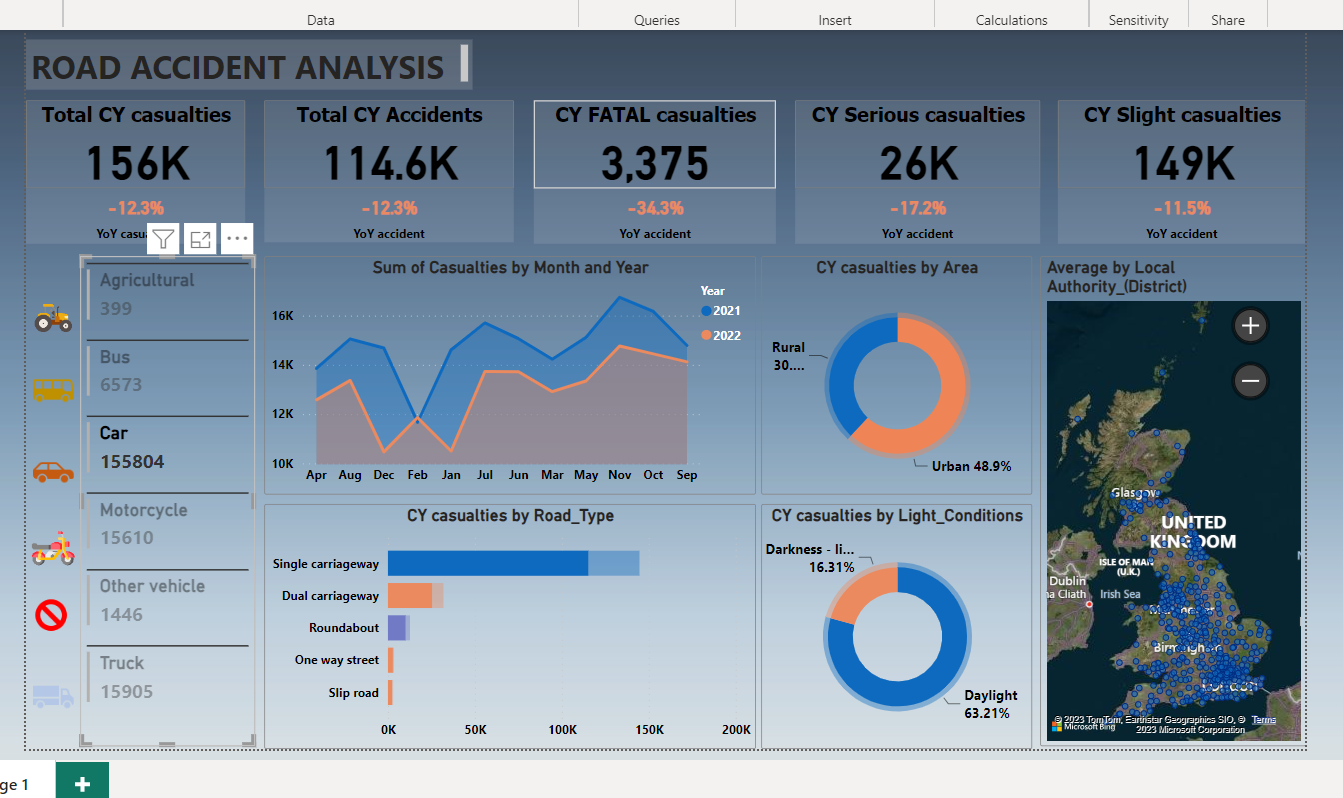 Data
Queries
Insert
Calculations
Sensitivity
Share
ROAD ACCIDENT ANALYSIS
Total CY casualties
156K
-12.3%
YoY casu
Total CY Accidents
114.6K
-12.3%
YoY accident
CY FATAL casualties
3,375
-34.3%
YoY accident
CY Serious casualties
26K
-17.2%
YoY accident
CY Slight casualties
149K
-11.5%
YoY accident
Agricultural
399
Bus
6573
Car
155804
Motorcycle
15610
Other vehicle
1446
Truck
15905
Sum of Casualties by Month and Year
Year
2021
2022
16K
14K
12K
10K
Apr Aug Dec Feb Jan Jul Jun Mar May Nov Oct Sep
CY casualties by Area
Rural
30....
Urban 48.9%
Average by Local
Authority_(District)
+
−
Glasgow
UNITED
KINGDOM
ISLE OF MAN
(U.K.)
Dublin
a Cliath
Irish Sea
© 2023 TomTom, Earthstar Geographics SIO, © Terms
Microsoft Bing
2023 Microsoft Corporation
CY casualties by Road_Type
Single carriageway
Dual carriageway
Roundabout
One way street
Slip road
0K 50K 100K 150K 200K
CY casualties by Light_Conditions
Darkness - li...
16.31%
Daylight
63.21%
ge 1
+